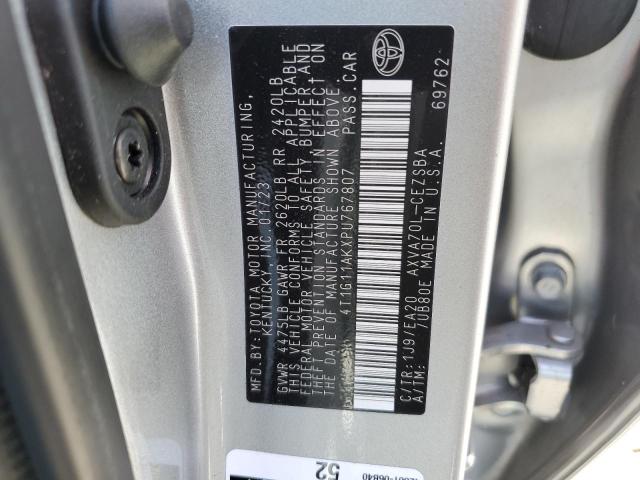 MFD.BY:TOYOTA MOTOR MANUFACTURING,
KENTUCKY, INC. 01/23
GVWR 4475LB GAWR FR 2620LB RR 2420LB
THIS VEHICLE CONFORMS TO ALL APPLICABLE
FEDERAL MOTOR VEHICLE SAFETY, BUMPER, AND
THEFT PREVENTION STANDARDS IN EFFECT ON
THE DATE OF MANUFACTURE SHOWN ABOVE.
4T1G11AKXPU767807 PASS.CAR
C/TR:1J9/EA20 AXVA70L-CEZSBA
A/TM: /UB80E MADE IN U.S.A. 69762
52